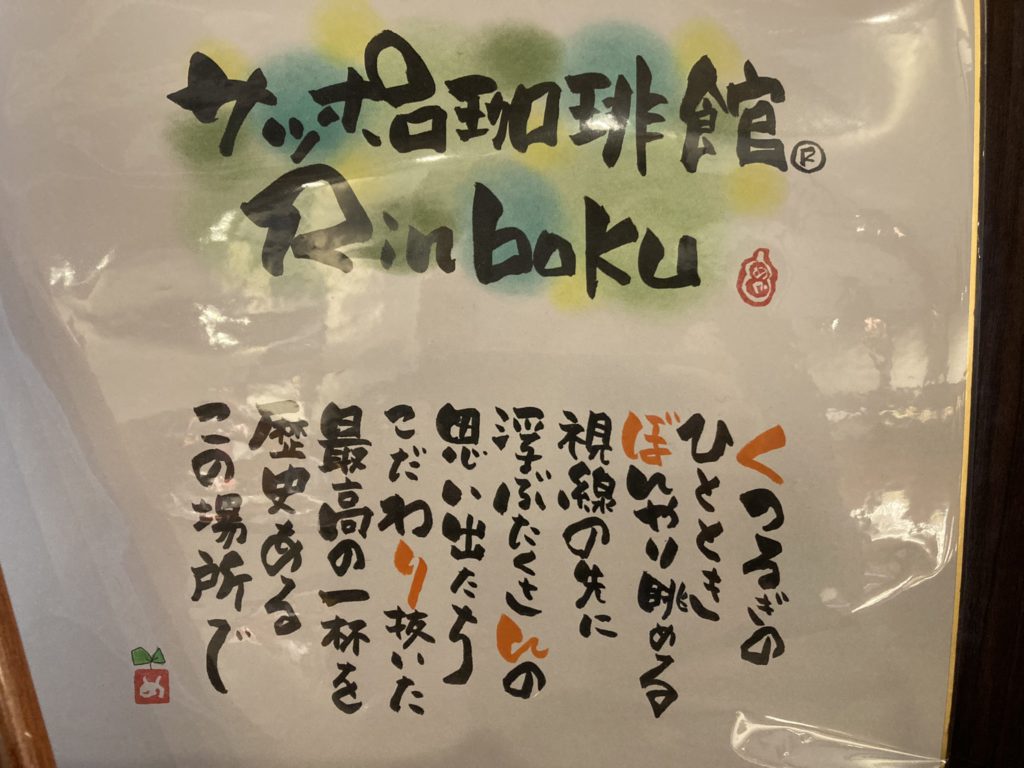 サッポロ珈琲館®
Rinboku
くつろぎの
ひととき
ぼんやり眺める
視線の先に
浮ぶたくさんの
思い出たち
こだわり抜いた
最高の一杯を
歴史ある
この場所で